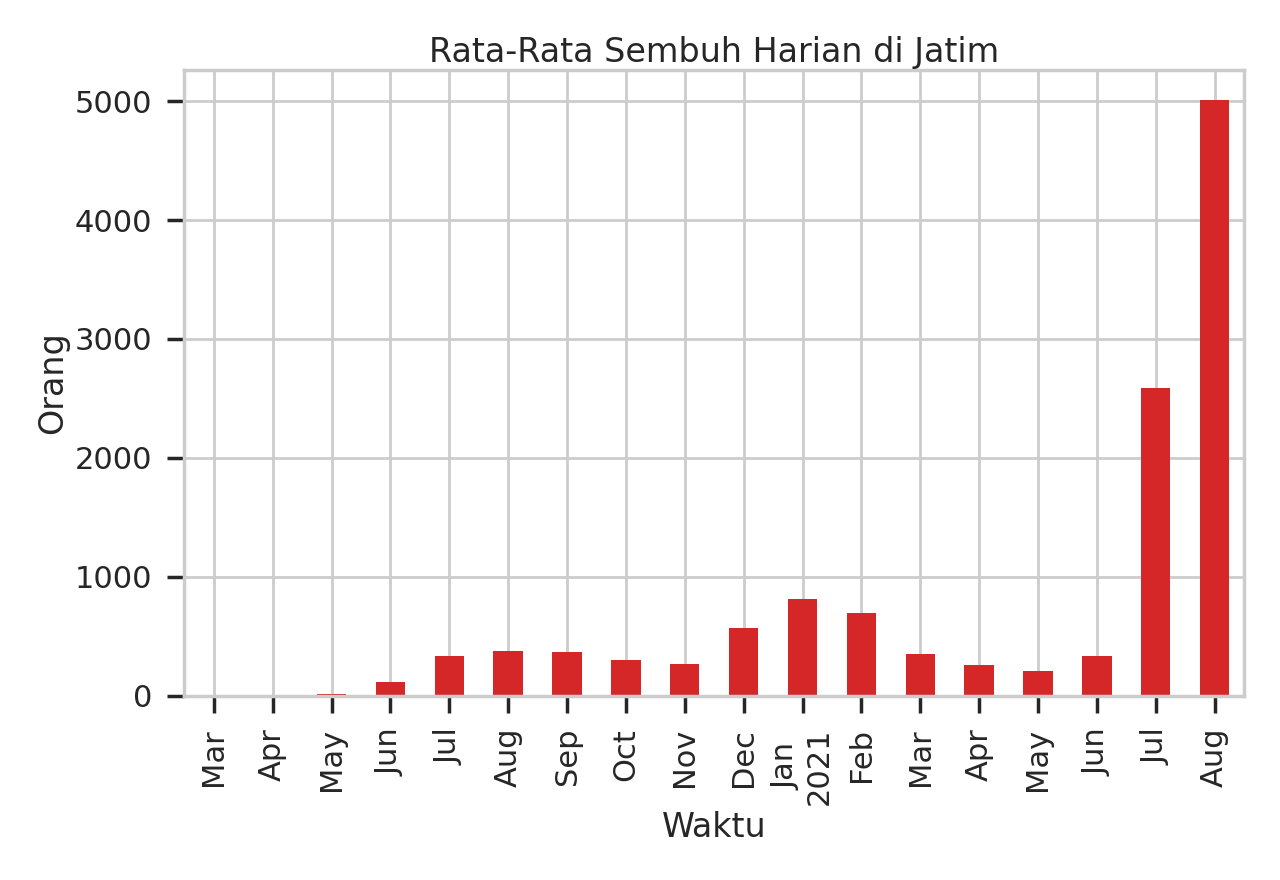 Rata-Rata Sembuh Harian di Jatim
Orang
5000
4000
3000
2000
1000
0
Mar
Apr
May
Jun
Jul
Aug
Sep
Oct
Nov
Dec
Jan
2021
Feb
Mar
Apr
May
Jun
Jul
Aug
Waktu